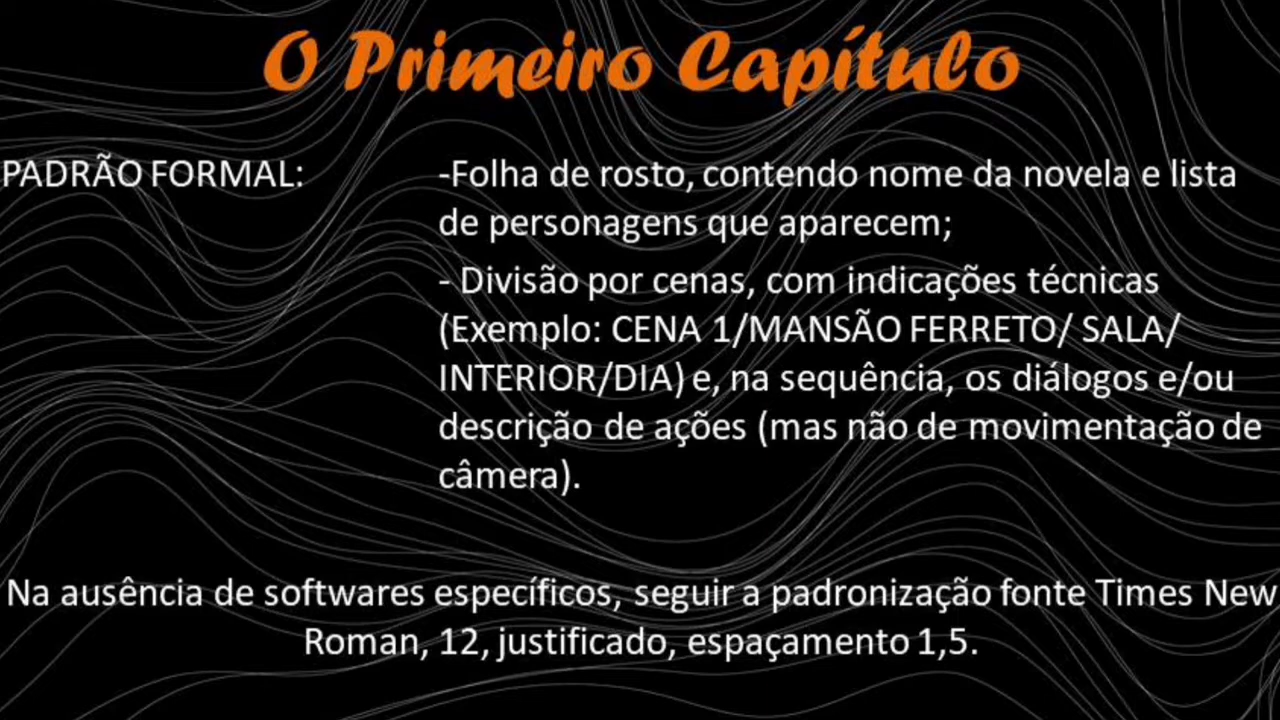 O Primeiro Capítulo
PADRÃO FORMAL:
-Folha de rosto, contendo nome da novela e lista
de personagens que aparecem;
- Divisão por cenas, com indicações técnicas
(Exemplo: CENA 1/MANSÃO FERRETO/ SALA/
INTERIOR/DIA) e, na sequência, os diálogos e/ou
descrição de ações (mas não de movimentação de
câmera).
Na ausência de softwares específicos, seguir a padronização fonte Times New
Roman, 12, justificado, espaçamento 1,5.